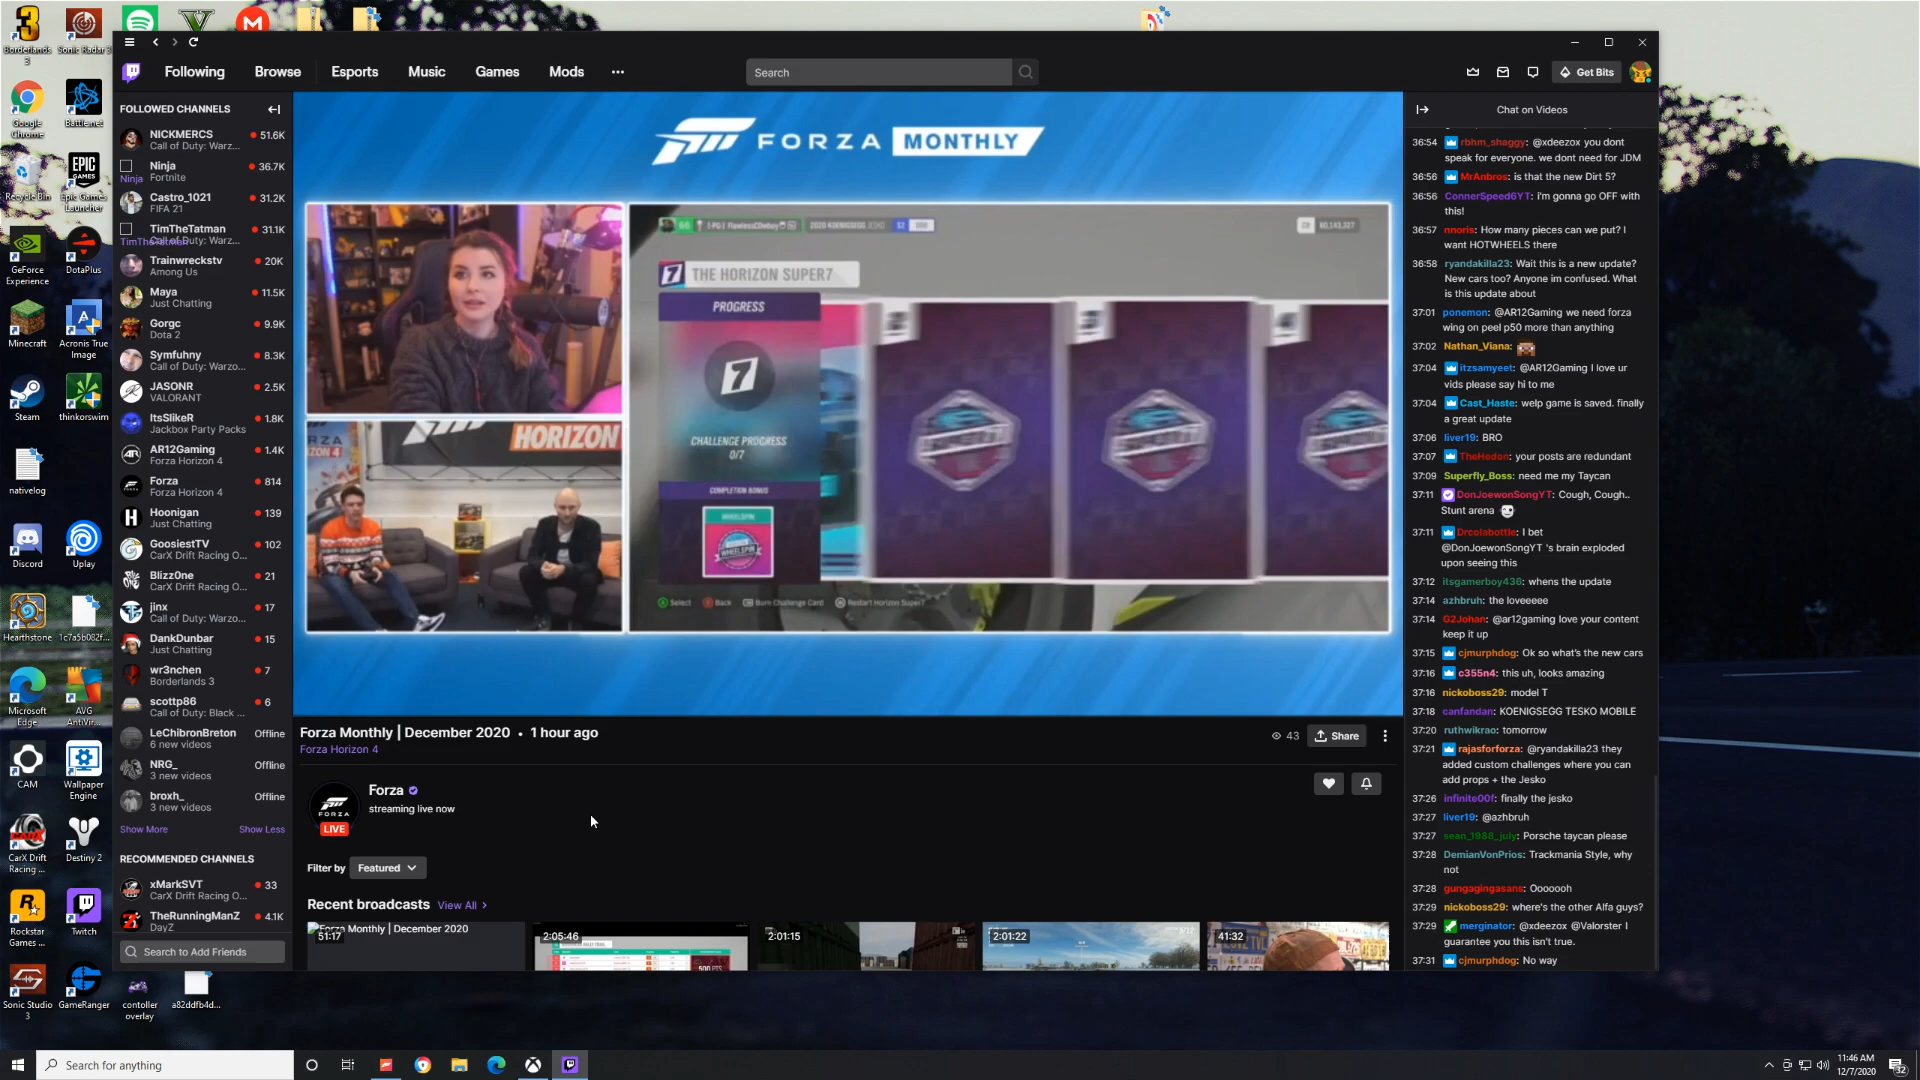 Borderlands 3
Sonic Radar 3
Google Chrome
Battle.net
Recycle Bin
Epic Games Launcher
GeForce Experience
DotaPlus
Minecraft
Acronis True Image
Steam
thinkorswim
nativelog
Discord
Uplay
Hearthstone
1c7a5b082f...
Microsoft Edge
AVG AntiVir...
CAM
Wallpaper Engine
CarX Drift Racing ...
Destiny 2
Rockstar Games ...
Twitch
Sonic Studio 3
GameRanger
contoller overlay
a82ddfb4d...
Following
Browse
Esports
Music
Games
Mods
Search
Get Bits
FOLLOWED CHANNELS
NICKMERCS 51.6K
Call of Duty: Warz...
Ninja 36.7K
Ninja Fortnite
Castro_1021 31.2K
FIFA 21
TimTheTatman 31.1K
Trainwreckstv 20K
Among Us
Maya 11.5K
Just Chatting
Gorgc 9.9K
Dota 2
Symfuhny 8.3K
Call of Duty: Warzo...
JASONR 2.5K
VALORANT
ItsSlikeR 1.8K
Jackbox Party Packs
AR12Gaming 1.4K
Forza Horizon 4
Forza 814
Forza Horizon 4
Hoonigan 139
Just Chatting
GoosiestTV 102
CarX Drift Racing O...
Blizz0ne 21
CarX Drift Racing O...
jinx 17
Call of Duty: Warzo...
DankDunbar 15
Just Chatting
wr3nchen 7
Borderlands 3
scottp86 6
Call of Duty: Black ...
LeChibronBreton Offline
6 new videos
NRG_ Offline
3 new videos
broxh_ Offline
3 new videos
Show More Show Less
RECOMMENDED CHANNELS
xMarkSVT 33
CarX Drift Racing O...
TheRunningManZ 4.1K
DayZ
Search to Add Friends
FORZA MONTHLY
HORIZON
2020 KOENIGSEGG
THE HORIZON SUPER7
PROGRESS
7
CHALLENGE PROGRESS
0/7
COMPLETION BONUS
WHEELSPIN
Select Back Burn Challenge Card Restart Horizon Super7
Forza Monthly | December 2020 • 1 hour ago
Forza Horizon 4
43
Share
Forza
streaming live now
FORZA
LIVE
Filter by Featured
Recent broadcasts View All
Forza Monthly | December 2020
51:17
2:05:46
500 PTS
2:01:15
2:01:22
41:32
Chat on Videos
36:54 rbhm_shaggy: @xdeezox you dont
speak for everyone. we dont need for JDM
36:56 MrAnbros: is that the new Dirt 5?
36:56 ConnerSpeed6YT: i'm gonna go OFF with
this!
36:57 nnoris: How many pieces can we put? I
want HOTWHEELS there
36:58 ryandakilla23: Wait this is a new update?
New cars too? Anyone im confused. What
is this update about
37:01 ponemon: @AR12Gaming we need forza
wing on peel p50 more than anything
37:02 Nathan_Viana:
37:04 itzsamyeet: @AR12Gaming I love ur
vids please say hi to me
37:04 Cast_Haste: welp game is saved. finally
a great update
37:06 liver19: BRO
37:07 TheHedon: your posts are redundant
37:09 Superfly_Boss: need me my Taycan
37:11 DonJoewonSongYT: Cough, Cough..
Stunt arena
37:11 Drcolabottle: I bet
@DonJoewonSongYT 's brain exploded
upon seeing this
37:12 itsgamerboy436: whens the update
37:14 azhbruh: the loveeeee
37:14 G2Johan: @ar12gaming love your content
keep it up
37:15 cjmurphdog: Ok so what's the new cars
37:16 c355n4: this uh, looks amazing
37:16 nickoboss29: model T
37:18 canfandan: KOENIGSEGG TESKO MOBILE
37:20 ruthwikrao: tomorrow
37:21 rajasforforza: @ryandakilla23 they
added custom challenges where you can
add props + the Jesko
37:26 infinite00f: finally the jesko
37:27 liver19: @azhbruh
37:27 sean_1988_july: Porsche taycan please
37:28 DemianVonPrios: Trackmania Style, why
not
37:28 gungagingasans: Ooooooh
37:29 nickoboss29: where's the other Alfa guys?
37:29 merginator: @xdeezox @Valorster I
guarantee you this isn't true.
37:31 cjmurphdog: No way
Search for anything
11:46 AM
12/7/2020
32